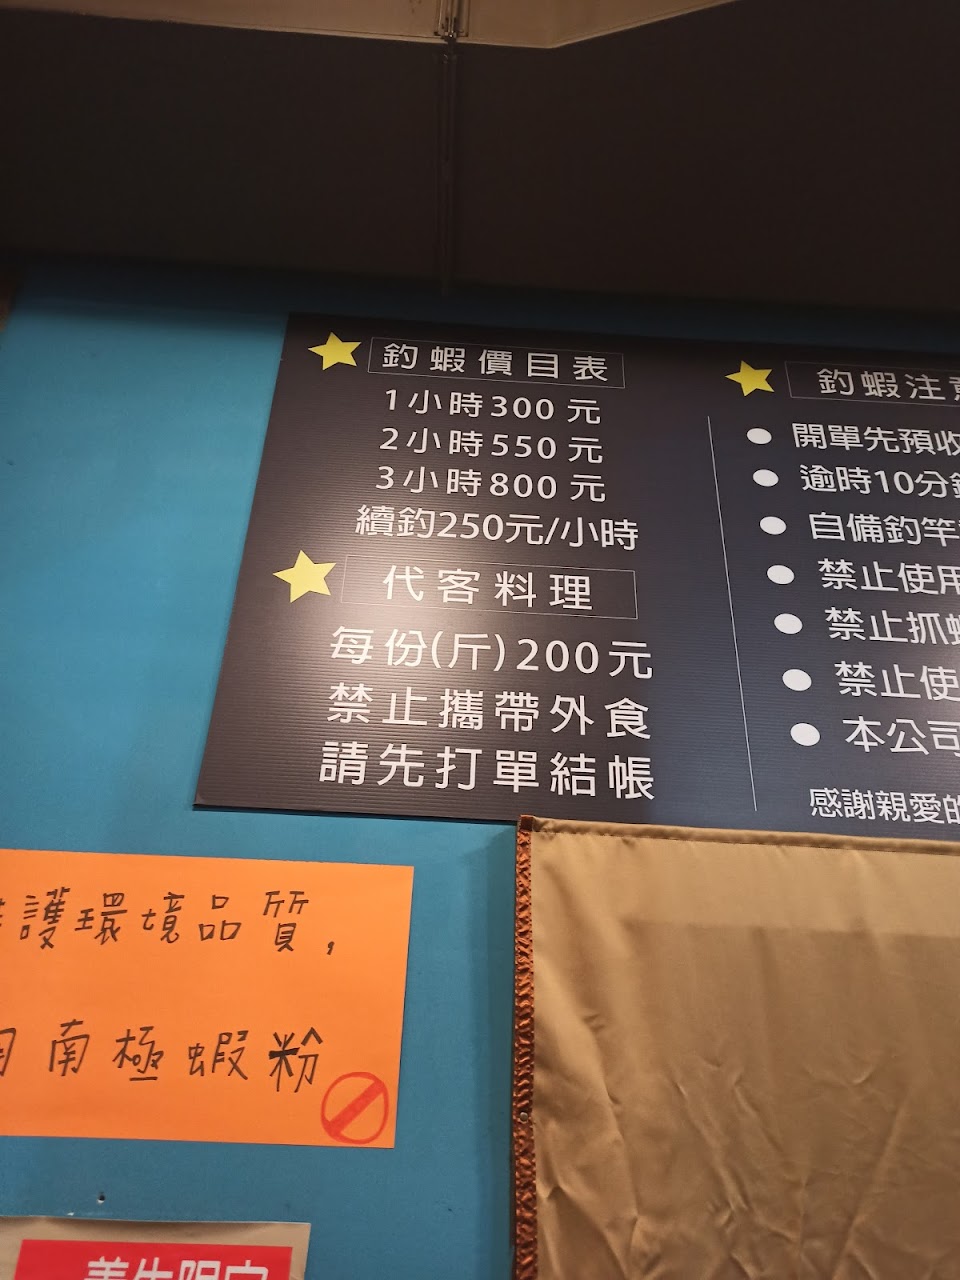 釣蝦價目表
1小時300元
2小時550元
3小時800元
續釣250元/小時
代客料理
每份(斤)200元
禁止攜帶外食
請先打單結帳
釣蝦注意
開單先預收
逾時10分
自備釣竿
禁止使用
禁止抓蝦
禁止使
本公司
感謝親愛的
護環境品質,
用南極蝦粉